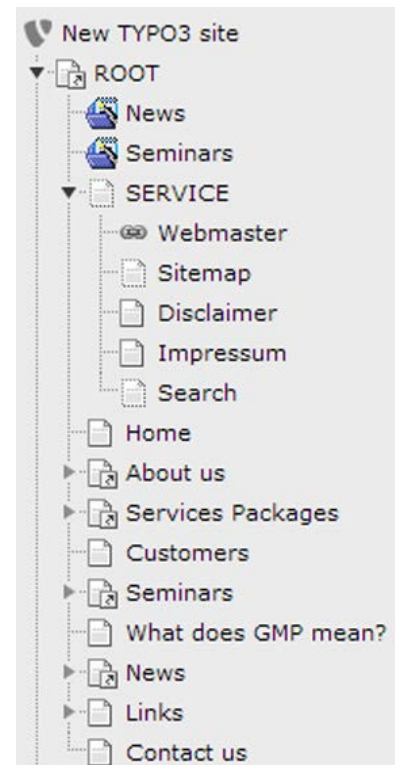 New TYPO3 site
ROOT
News
Seminars
SERVICE
Webmaster
Sitemap
Disclaimer
Impressum
Search
Home
About us
Services Packages
Customers
Seminars
What does GMP mean?
News
Links
Contact us